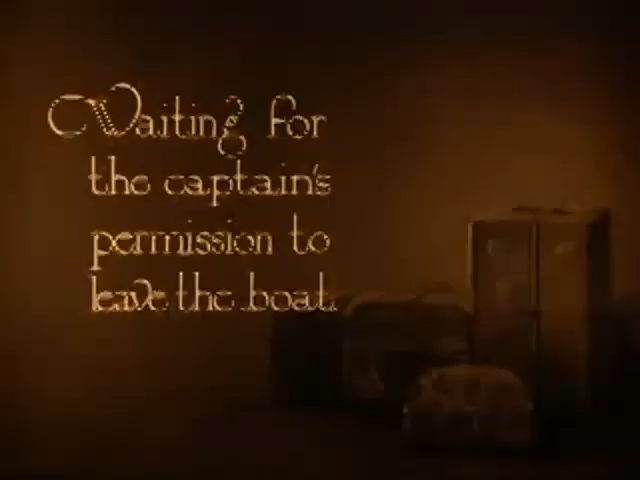 Waiting for
the captain's
permission to
leave the boat.